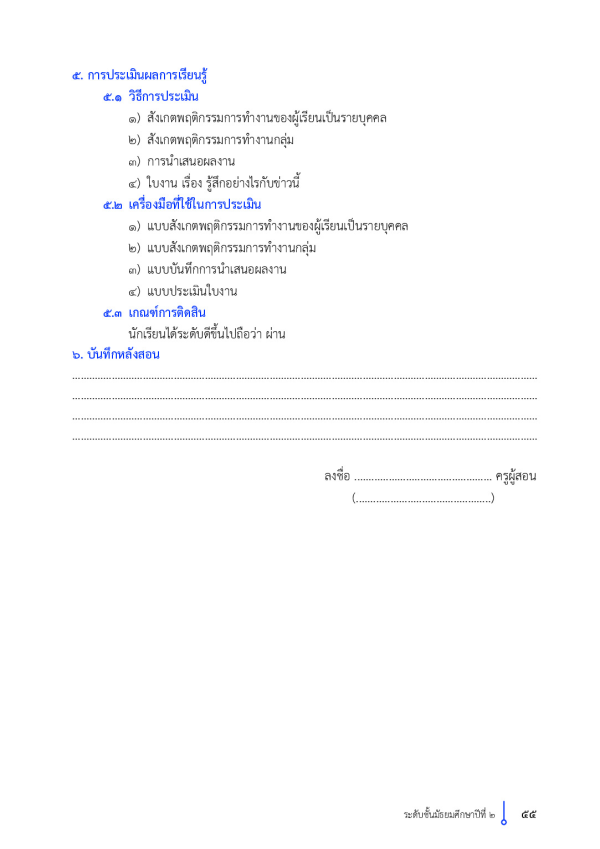 ๕. การประเมินผลการเรียนรู้
๕.๑ วิธีการประเมิน
๑) สังเกตพฤติกรรมการทำงานของผู้เรียนเป็นรายบุคคล
๒) สังเกตพฤติกรรมการทำงานกลุ่ม
๓) การนำเสนอผลงาน
๔) ใบงาน เรื่อง รู้สึกอย่างไรกับข่าวนี้
๕.๒ เครื่องมือที่ใช้ในการประเมิน
๑) แบบสังเกตพฤติกรรมการทำงานของผู้เรียนเป็นรายบุคคล
๒) แบบสังเกตพฤติกรรมการทำงานกลุ่ม
๓) แบบบันทึกการนำเสนอผลงาน
๔) แบบประเมินใบงาน
๕.๓ เกณฑ์การติดสิน
นักเรียนได้ระดับดีขึ้นไปถือว่า ผ่าน
๖. บันทึกหลังสอน
................................................................................
................................................................................
................................................................................
................................................................................
ลงชื่อ ................................................ ครูผู้สอน
(...............................................)
ระดับชั้นมัธยมศึกษาปีที่ ๒ ๕๕